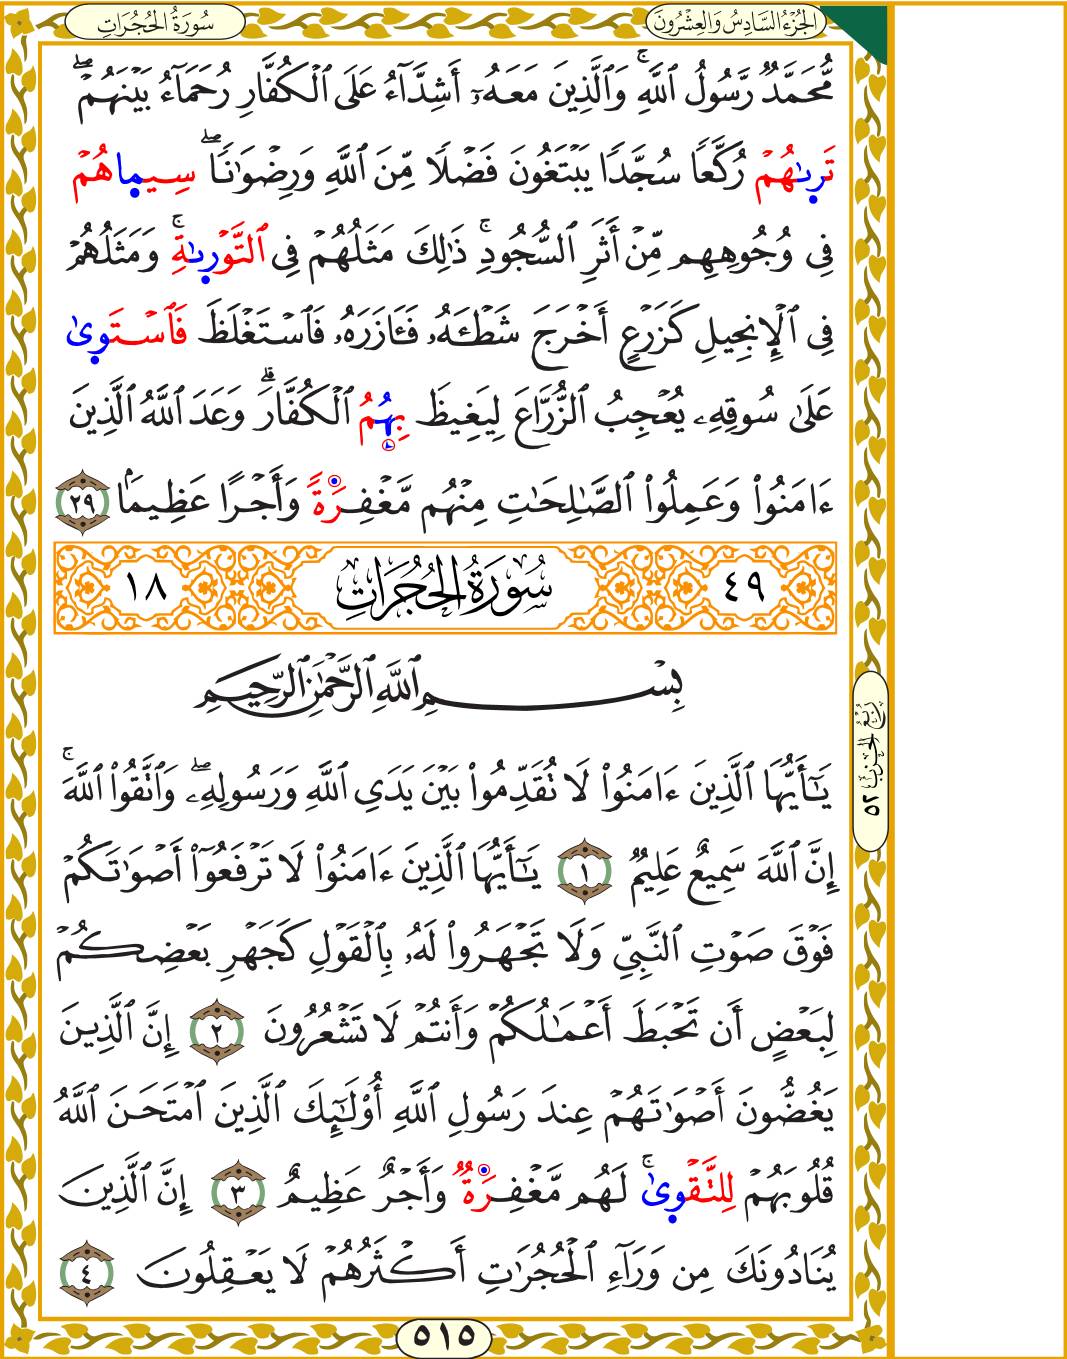 سُورَةُ الحُجُرَاتِ
الجُزْءُ السَّادِسُ وَالعِشْرُونَ
مُّحَمَّدٌ رَّسُولُ ٱللَّهِۚ وَٱلَّذِينَ مَعَهُۥٓ أَشِدَّآءُ عَلَى ٱلۡكُفَّارِ رُحَمَآءُ بَيۡنَهُمۡۖ
تَرِىٰهُمۡ رُكَّعٗا سُجَّدٗا يَبۡتَغُونَ فَضۡلٗا مِّنَ ٱللَّهِ وَرِضۡوَٰنٗاۖ سِيمِاهُمۡ
فِي وُجُوهِهِم مِّنۡ أَثَرِ ٱلسُّجُودِۚ ذَٰلِكَ مَثَلُهُمۡ فِي ٱلتَّوۡرِىٰةِۚ وَمَثَلُهُمۡ
فِي ٱلۡإِنجِيلِ كَزَرۡعٍ أَخۡرَجَ شَطۡـَٔهُۥ فَـَٔازَرَهُۥ فَٱسۡتَغۡلَظَ فَٱسۡتَوِىٰ
عَلَىٰ سُوقِهِۦ يُعۡجِبُ ٱلزُّرَّاعَ لِيَغِيظَ بِهُمُ ٱلۡكُفَّارَۗ وَعَدَ ٱللَّهُ ٱلَّذِينَ
ءَامَنُواْ وَعَمِلُواْ ٱلصَّٰلِحَٰتِ مِنۡهُم مَّغۡفِرَةٗ وَأَجۡرًا عَظِيمَۢا ٢٩
٤٩ سُورَةُ الحُجُرَاتِ ١٨
بِسۡمِ ٱللَّهِ ٱلرَّحۡمَٰنِ ٱلرَّحِيمِ
يَٰٓأَيُّهَا ٱلَّذِينَ ءَامَنُواْ لَا تُقَدِّمُواْ بَيۡنَ يَدَيِ ٱللَّهِ وَرَسُولِهِۦۖ وَٱتَّقُواْ ٱللَّهَۚ
إِنَّ ٱللَّهَ سَمِيعٌ عَلِيمٞ ١ يَٰٓأَيُّهَا ٱلَّذِينَ ءَامَنُواْ لَا تَرۡفَعُوٓاْ أَصۡوَٰتَكُمۡ
فَوۡقَ صَوۡتِ ٱلنَّبِيِّ وَلَا تَجۡهَرُواْ لَهُۥ بِٱلۡقَوۡلِ كَجَهۡرِ بَعۡضِكُمۡ
لِبَعۡضٍ أَن تَحۡبَطَ أَعۡمَٰلُكُمۡ وَأَنتُمۡ لَا تَشۡعُرُونَ ٢ إِنَّ ٱلَّذِينَ
يَغُضُّونَ أَصۡوَٰتَهُمۡ عِندَ رَسُولِ ٱللَّهِ أُوْلَٰٓئِكَ ٱلَّذِينَ ٱمۡتَحَنَ ٱللَّهُ
قُلُوبَهُمۡ لِلتَّقۡوِىٰۚ لَهُم مَّغۡفِرَةٞ وَأَجۡرٌ عَظِيمٌ ٣ إِنَّ ٱلَّذِينَ
يُنَادُونَكَ مِن وَرَآءِ ٱلۡحُجُرَٰتِ أَكۡثَرُهُمۡ لَا يَعۡقِلُونَ ٤
رُبُعُ الحِزْبِ ٥٢
٥١٥